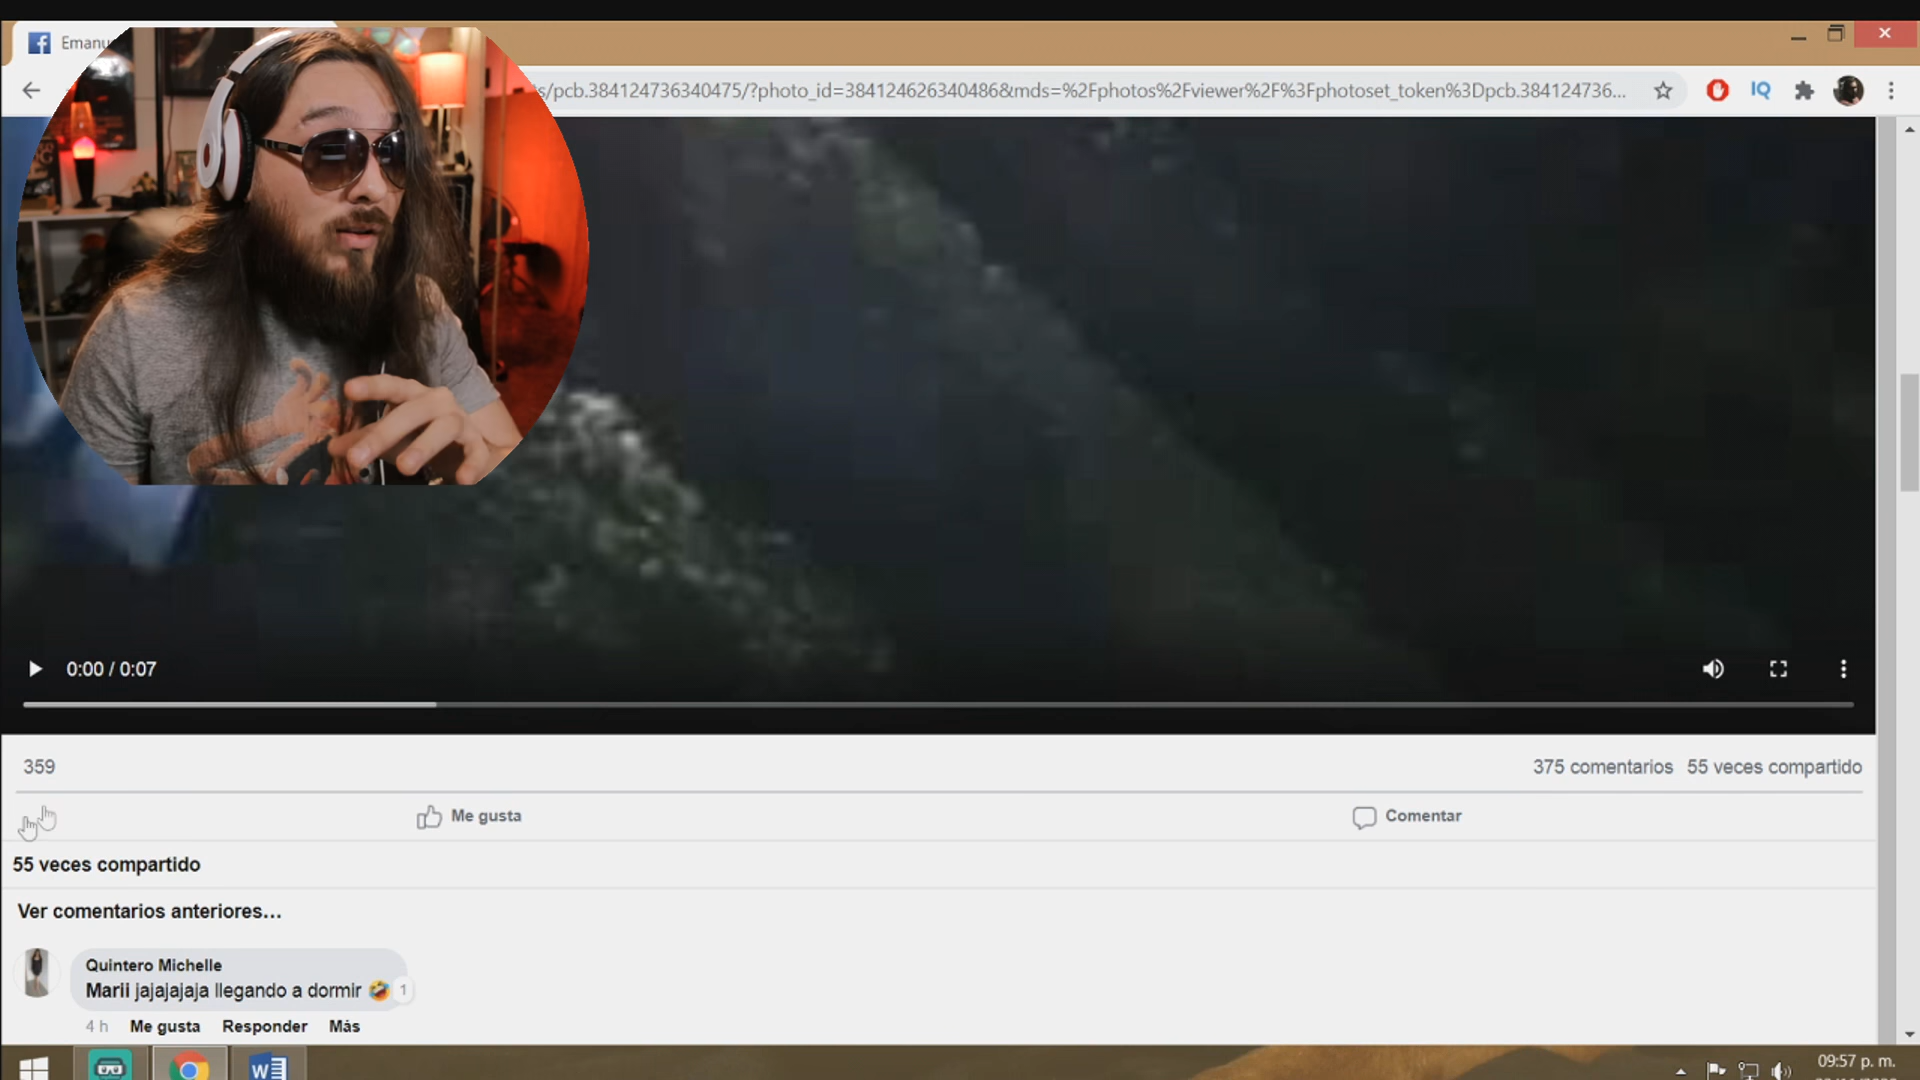 Emanu
s/pcb.384124736340475/?photo_id=384124626340486&mds=%2Fphotos%2Fviewer%2F%3Fphotoset_token%3Dpcb.384124736...
IQ
0:00 / 0:07
359
375 comentarios 55 veces compartido
Me gusta
Comentar
55 veces compartido
Ver comentarios anteriores...
Quintero Michelle
Marii jajajajaja llegando a dormir 🤣 1
4 h Me gusta Responder Más
09:57 p. m.